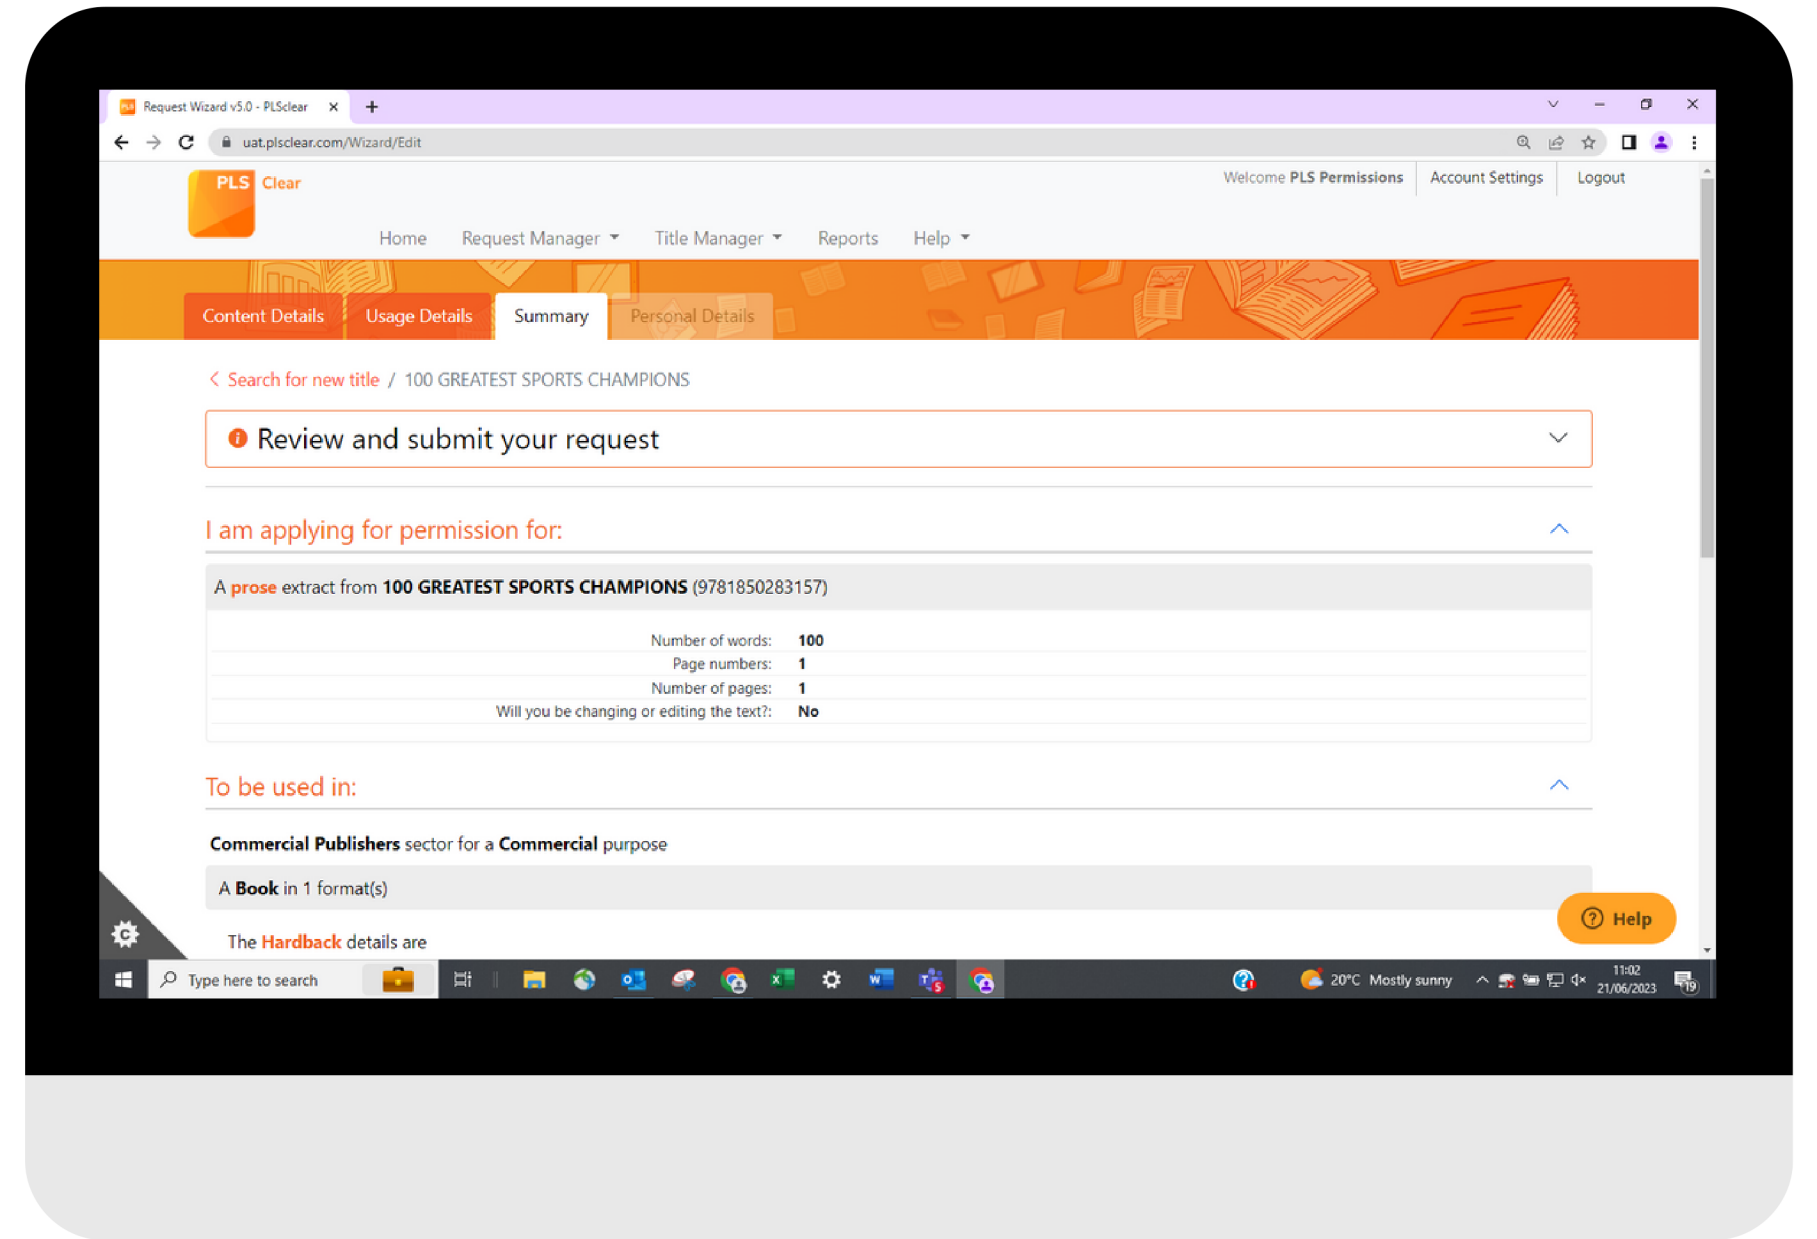 Request Wizard v5.0 - PLSclear
uat.plsclear.com/Wizard/Edit
PLS Clear
Welcome PLS Permissions
Account Settings
Logout
Home
Request Manager
Title Manager
Reports
Help
Content Details
Usage Details
Summary
Personal Details
Search for new title / 100 GREATEST SPORTS CHAMPIONS
Review and submit your request
I am applying for permission for:
A prose extract from 100 GREATEST SPORTS CHAMPIONS (9781850283157)
Number of words: 100
Page numbers: 1
Number of pages: 1
Will you be changing or editing the text?: No
To be used in:
Commercial Publishers sector for a Commercial purpose
A Book in 1 format(s)
Help
The Hardback details are
Type here to search
20°C Mostly sunny
11:02
21/06/2023
19